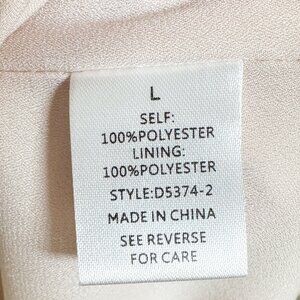 L
SELF:
100%POLYESTER
LINING:
100%POLYESTER
STYLE:D5374-2
MADE IN CHINA
SEE REVERSE
FOR CARE